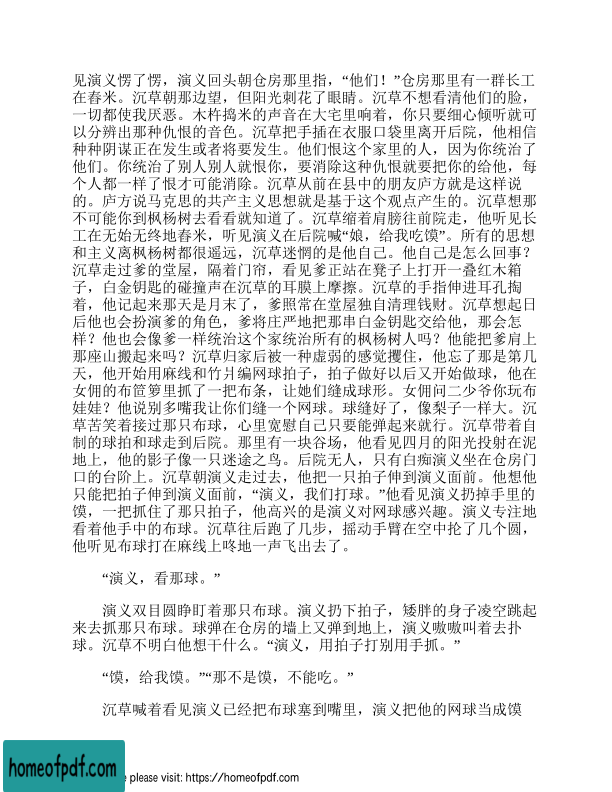 见演义愣了愣，演义回头朝仓房那里指，“他们！”仓房那里有一群长工
在舂米。沉草朝那边望，但阳光刺花了眼睛。沉草不想看清他们的脸，
一切都使我厌恶。木杵捣米的声音在大宅里响着，你只要细心倾听就可
以分辨出那种仇恨的音色。沉草把手插在衣服口袋里离开后院，他相信
种种阴谋正在发生或者将要发生。他们恨这个家里的人，因为你统治了
他们。你统治了别人别人就恨你，要消除这种仇恨就要把你的给他，每
个人都一样了恨才可能消除。沉草从前在县中的朋友庐方就是这样说
的。庐方说马克思的共产主义思想就是基于这个观点产生的。沉草想那
不可能你到枫杨树去看看就知道了。沉草缩着肩膀往前院走，他听见长
工在无始无终地舂米，听见演义在后院喊“娘，给我吃馍”。所有的思想
和主义离枫杨树都很遥远，沉草迷惘的是他自己。他自己是怎么回事？
沉草走过爹的堂屋，隔着门帘，看见爹正站在凳子上打开一叠红木箱
子，白金钥匙的碰撞声在沉草的耳膜上摩擦。沉草的手指伸进耳孔掏
着，他记起来那天是月末了，爹照常在堂屋独自清理钱财。沉草想起日
后他也会扮演爹的角色，爹将庄严地把那串白金钥匙交给他，那会怎
样？他也会像爹一样统治这个家统治所有的枫杨树人吗？他能把爹肩上
那座山搬起来吗？沉草归家后被一种虚弱的感觉攫住，他忘了那是第几
天，他开始用麻线和竹爿编网球拍子，拍子做好以后又开始做球，他在
女佣的布笸箩里抓了一把布条，让她们缝成球形。女佣问二少爷你玩布
娃娃？他说别多嘴我让你们缝一个网球。球缝好了，像梨子一样大。沉
草苦笑着接过那只布球，心里宽慰自己只要能弹起来就行。沉草带着自
制的球拍和球走到后院。那里有一块谷场，他看见四月的阳光投射在泥
地上，他的影子像一只迷途之鸟。后院无人，只有白痴演义坐在仓房门
口的台阶上。沉草朝演义走过去，他把一只拍子伸到演义面前。他想他
只能把拍子伸到演义面前，“演义，我们打球。”他看见演义扔掉手里的
馍，一把抓住了那只拍子，他高兴的是演义对网球感兴趣。演义专注地
看着他手中的布球。沉草往后跑了几步，摇动手臂在空中抡了几个圆，
他听见布球打在麻线上咚地一声飞出去了。
“演义，看那球。”
演义双目圆睁盯着那只布球。演义扔下拍子，矮胖的身子凌空跳起
来去抓那只布球。球弹在仓房的墙上又弹到地上，演义嗷嗷叫着去扑
球。沉草不明白他想干什么。“演义，用拍子打别用手抓。”
“馍，给我馍。”“那不是馍，不能吃。”
沉草喊着看见演义已经把布球塞到嘴里，演义把他的网球当成馍
homeofpdf.com
e please visit: https://homeofpdf.com